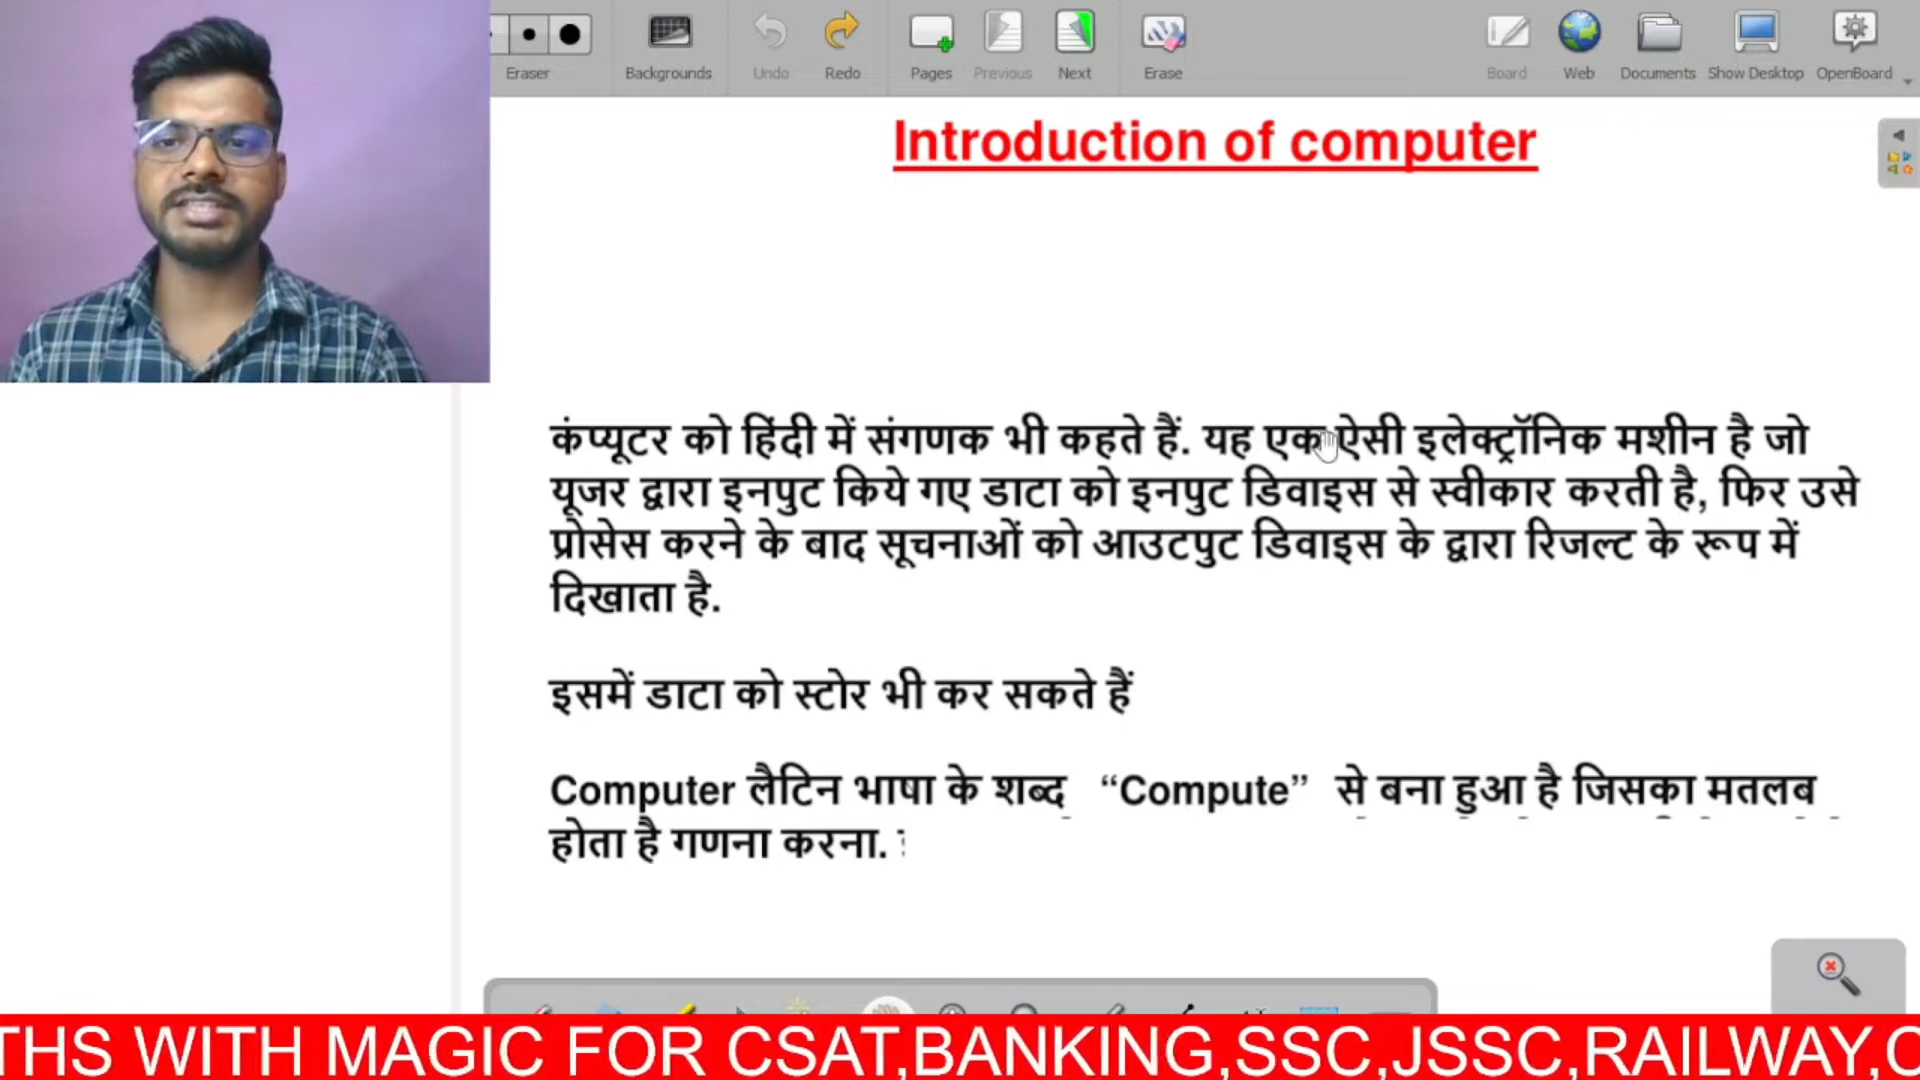 Eraser
Backgrounds
Undo
Redo
Pages
Previous
Next
Erase
Board
Web
Documents
Show Desktop
OpenBoard
Introduction of computer
कंप्यूटर को हिंदी में संगणक भी कहते हैं. यह एक ऐसी इलेक्ट्रॉनिक मशीन है जो
यूजर द्वारा इनपुट किये गए डाटा को इनपुट डिवाइस से स्वीकार करती है, फिर उसे
प्रोसेस करने के बाद सूचनाओं को आउटपुट डिवाइस के द्वारा रिजल्ट के रूप में
दिखाता है.
इसमें डाटा को स्टोर भी कर सकते हैं
Computer लैटिन भाषा के शब्द “Compute” से बना हुआ है जिसका मतलब
होता है गणना करना.
THS WITH MAGIC FOR CSAT,BANKING,SSC,JSSC,RAILWAY,C